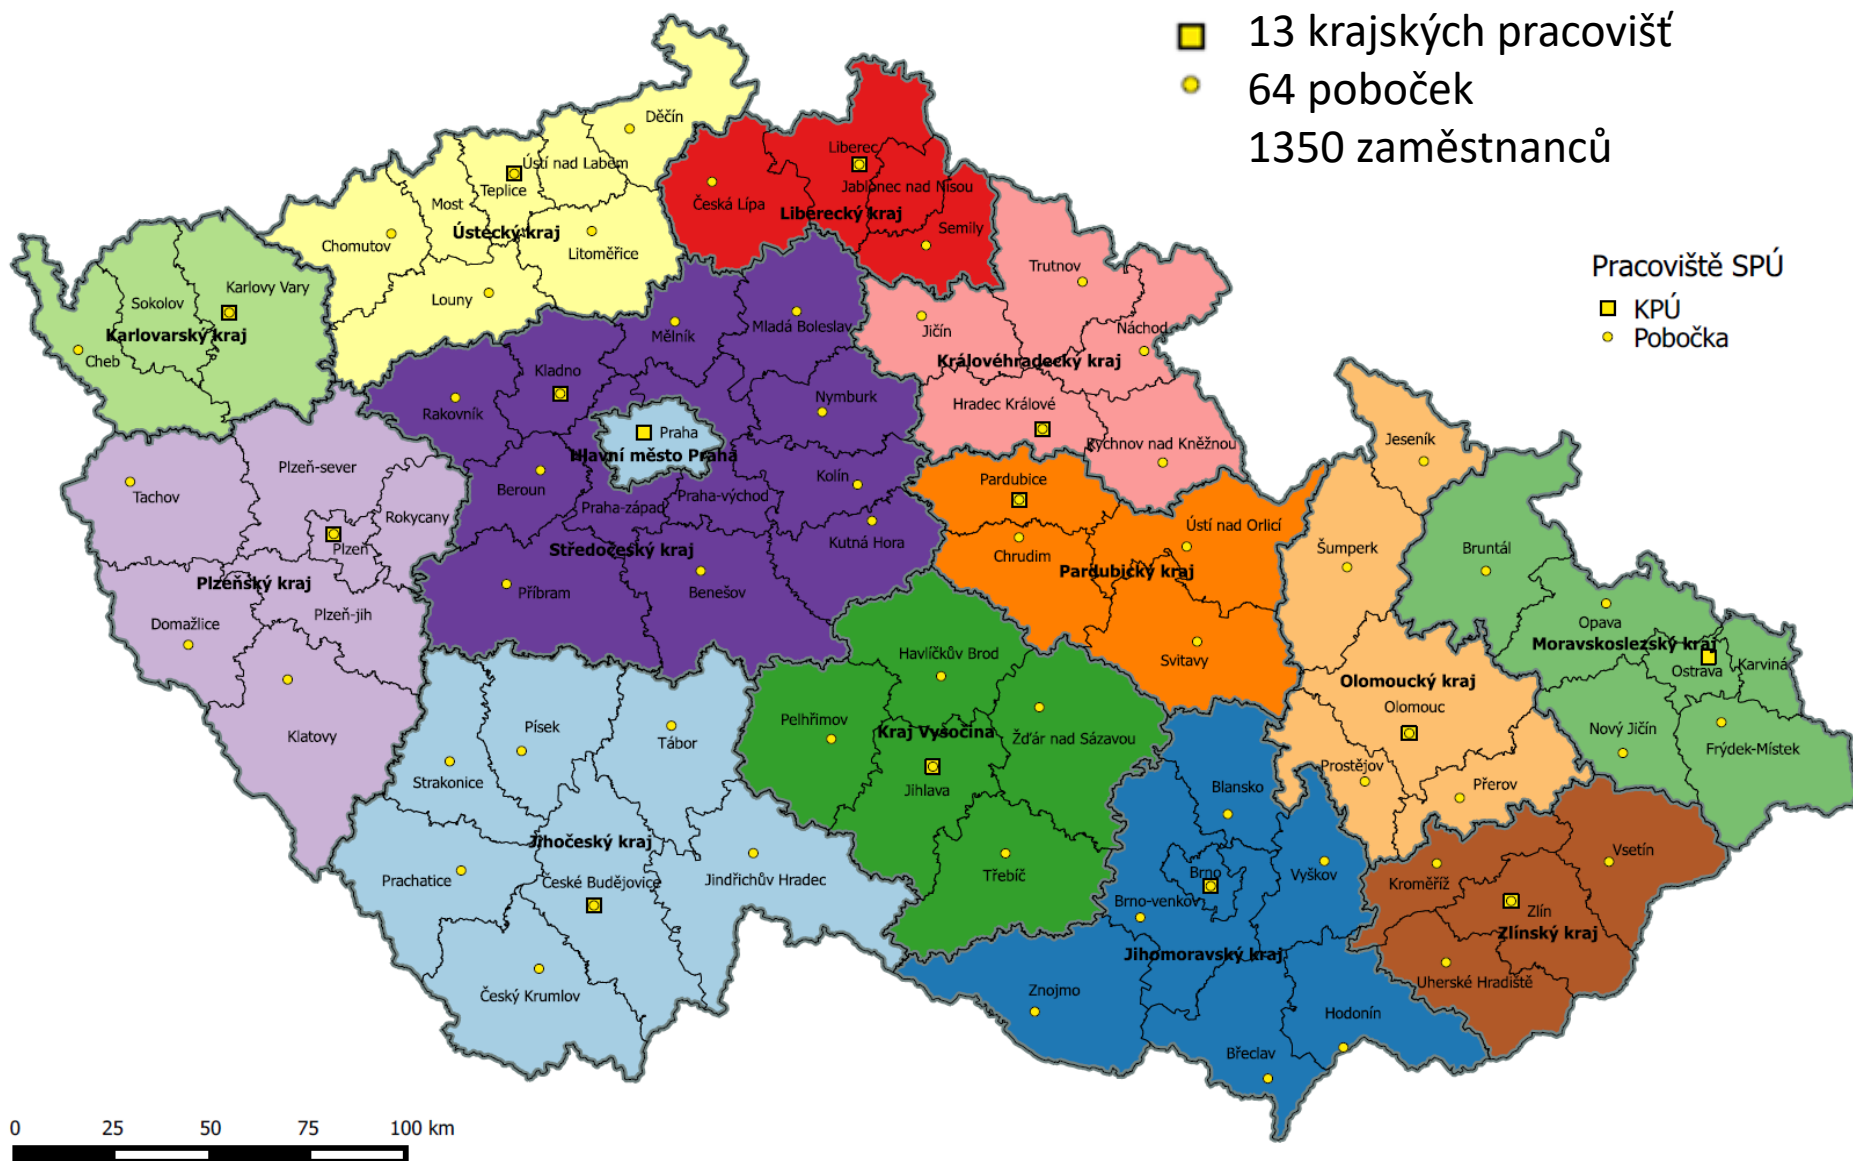 13 krajských pracovišť
64 poboček
1350 zaměstnanců
Pracoviště SPÚ
KPÚ
Pobočka
Děčín
Ústí nad Labem
Teplice
Most
Ústecký kraj
Chomutov
Litoměřice
Louny
Liberec
Jablonec nad Nisou
Česká Lípa
Liberecký kraj
Semily
Karlovy Vary
Sokolov
Karlovarský kraj
Cheb
Trutnov
Náchod
Jičín
Královéhradecký kraj
Hradec Králové
Rychnov nad Kněžnou
Mělník
Mladá Boleslav
Kladno
Rakovník
Nymburk
Praha
Hlavní město Praha
Beroun
Praha-západ
Praha-východ
Kolín
Kutná Hora
Středočeský kraj
Příbram
Benešov
Plzeň-sever
Tachov
Rokycany
Plzeň
Plzeňský kraj
Plzeň-jih
Domažlice
Klatovy
Pardubice
Ústí nad Orlicí
Chrudim
Pardubický kraj
Svitavy
Jeseník
Šumperk
Olomoucký kraj
Olomouc
Prostějov
Přerov
Bruntál
Opava
Moravskoslezský kraj
Ostrava
Karviná
Nový Jičín
Frýdek-Místek
Havlíčkův Brod
Pelhřimov
Kraj Vysočina
Žďár nad Sázavou
Jihlava
Třebíč
Písek
Tábor
Strakonice
Jihočeský kraj
Prachatice
České Budějovice
Jindřichův Hradec
Český Krumlov
Blansko
Brno
Vyškov
Brno-venkov
Jihomoravský kraj
Znojmo
Hodonín
Břeclav
Vsetín
Kroměříž
Zlín
Zlínský kraj
Uherské Hradiště
0 25 50 75 100 km